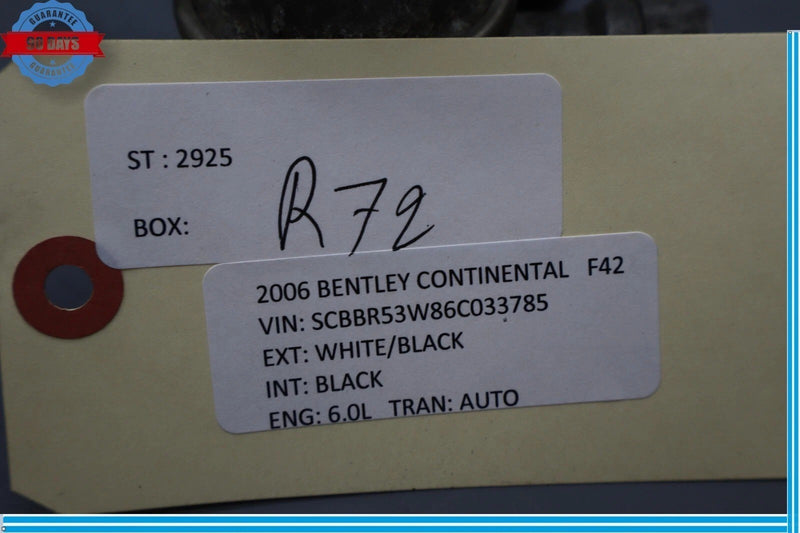 GUARANTEE
60 DAYS
GUARANTEE
ST : 2925
BOX: R72
2006 BENTLEY CONTINENTAL F42
VIN: SCBBR53W86C033785
EXT: WHITE/BLACK
INT: BLACK
ENG: 6.0L TRAN: AUTO